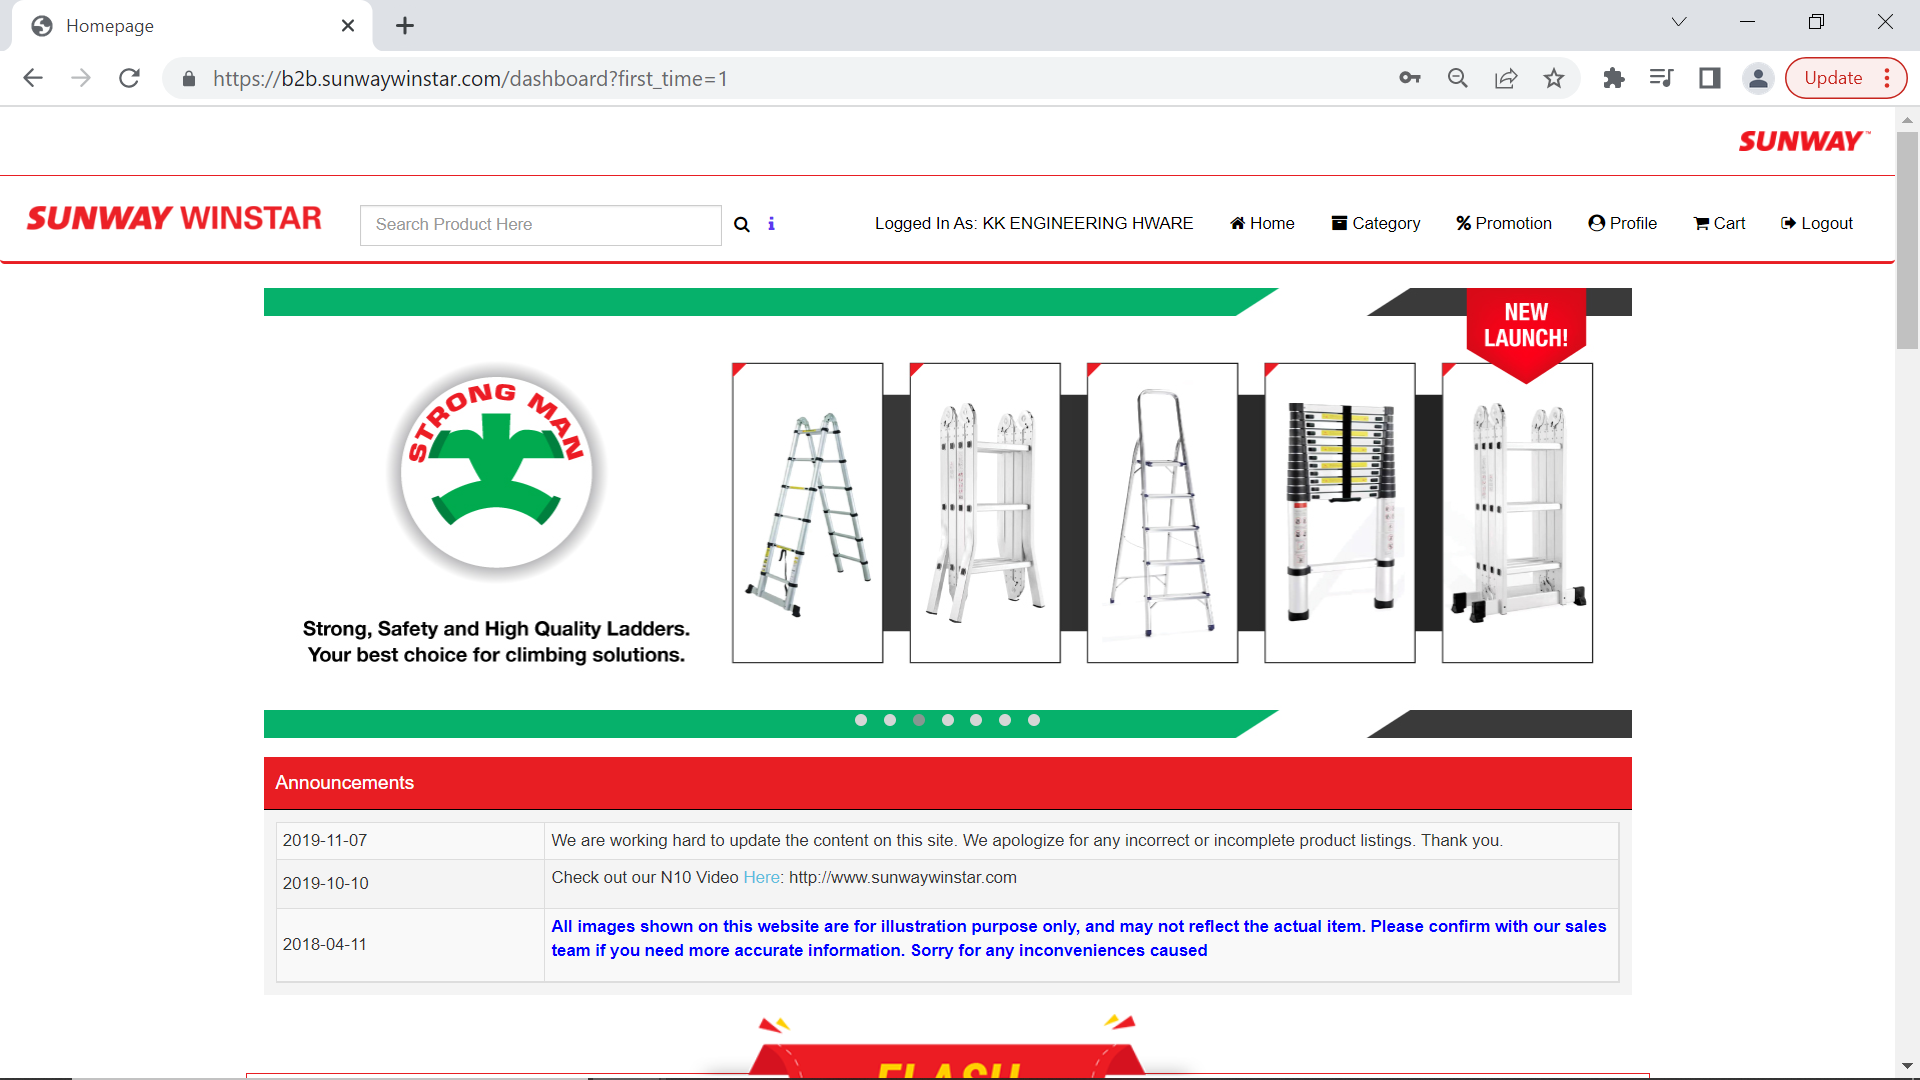 Homepage
https://b2b.sunwaywinstar.com/dashboard?first_time=1
Update
SUNWAY™
SUNWAY WINSTAR
Search Product Here
i
Logged In As: KK ENGINEERING HWARE
Home
Category
Promotion
Profile
Cart
Logout
NEW
LAUNCH!
STRONG MAN
Strong, Safety and High Quality Ladders.
Your best choice for climbing solutions.
Announcements
2019-11-07
We are working hard to update the content on this site. We apologize for any incorrect or incomplete product listings. Thank you.
2019-10-10
Check out our N10 Video Here: http://www.sunwaywinstar.com
2018-04-11
All images shown on this website are for illustration purpose only, and may not reflect the actual item. Please confirm with our sales
team if you need more accurate information. Sorry for any inconveniences caused
FLASH